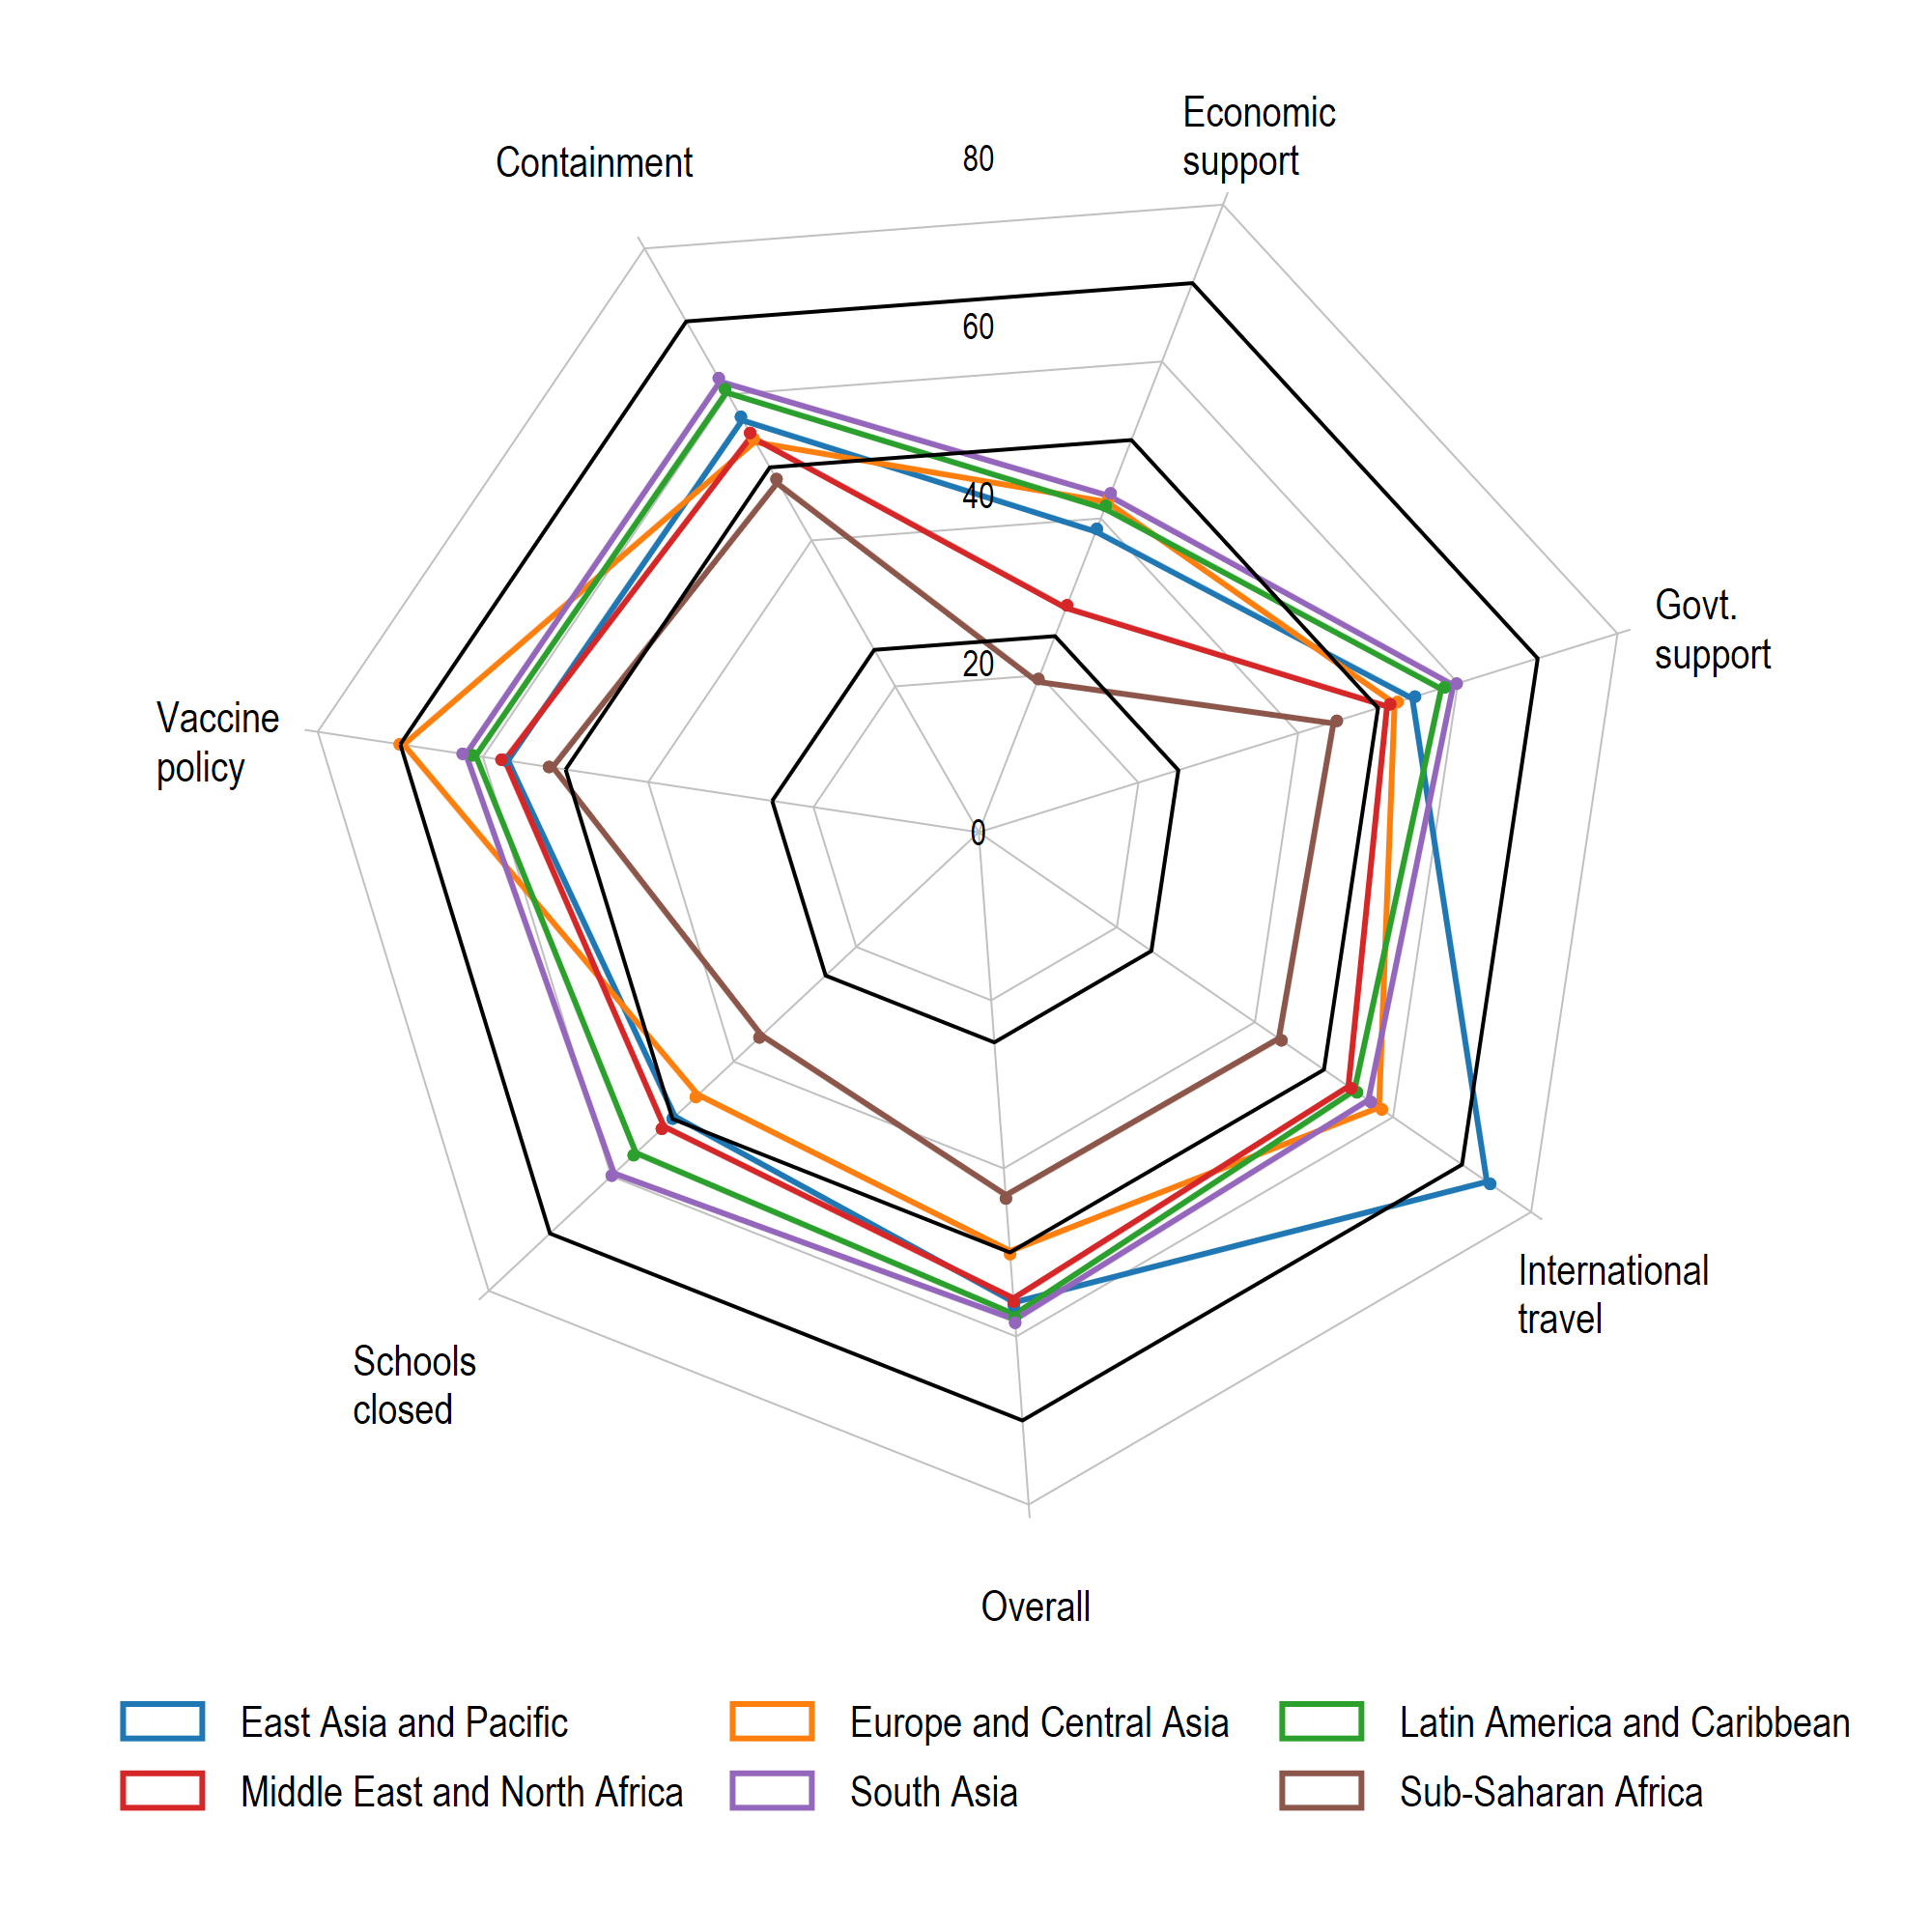 Economic
support
Containment
80
60
40
Govt.
support
20
Vaccine
policy
0
International
travel
Schools
closed
Overall
East Asia and Pacific
Europe and Central Asia
Latin America and Caribbean
Middle East and North Africa
South Asia
Sub-Saharan Africa